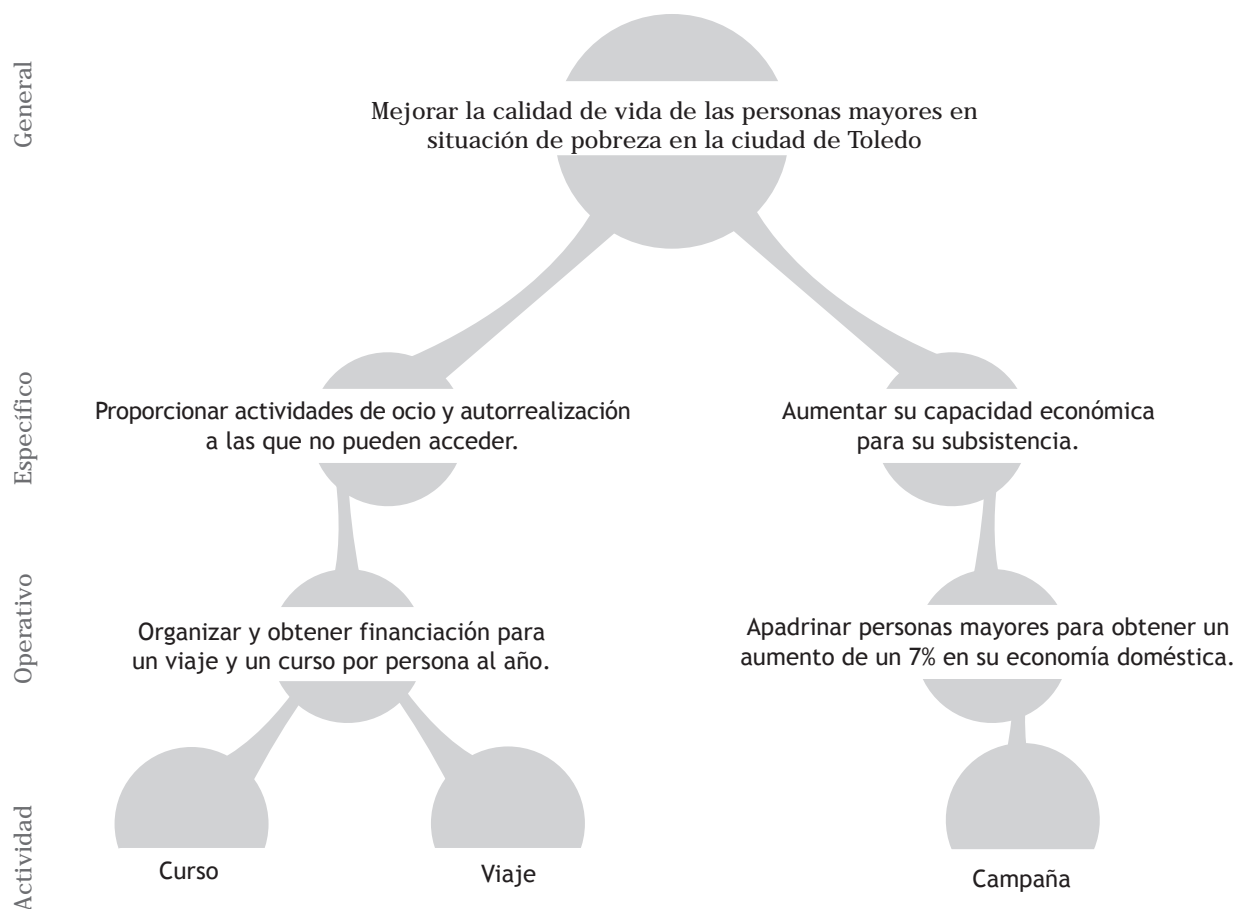 General
Mejorar la calidad de vida de las personas mayores en
situación de pobreza en la ciudad de Toledo
Específico
Proporcionar actividades de ocio y autorrealización
a las que no pueden acceder.
Aumentar su capacidad económica
para su subsistencia.
Operativo
Organizar y obtener financiación para
un viaje y un curso por persona al año.
Apadrinar personas mayores para obtener un
aumento de un 7% en su economía doméstica.
Actividad
Curso
Viaje
Campaña